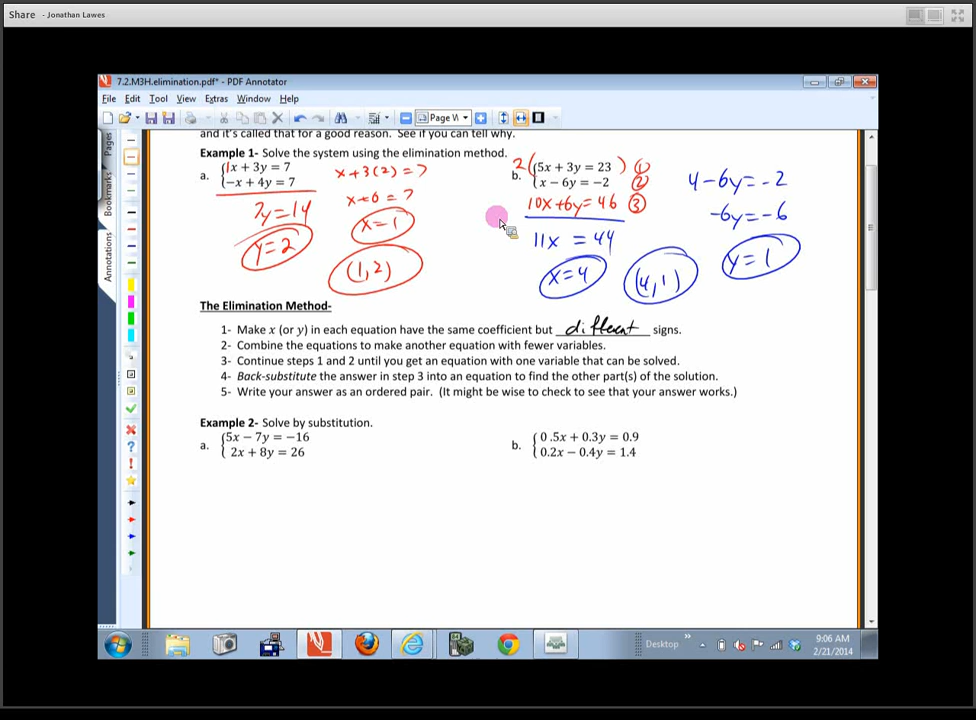 Share - Jonathan Lawes
7.2.M3H.elimination.pdf* - PDF Annotator
File Edit Tool View Extras Window Help
Page W
Pages
Bookmarks
Annotations
and it's called that for a good reason. See if you can tell why.
Example 1- Solve the system using the elimination method.
a. {1x + 3y = 7
−x + 4y = 7
7y = 14
y = 2
x + 3(2) = 7
x + 6 = 7
x = 1
(1, 2)
b. 2({5x + 3y = 23) ①
{x − 6y = −2 ②
10x + 6y = 46 ③
11x = 44
x = 4
(4, 1)
4 - 6y = -2
-6y = -6
y = 1
The Elimination Method-
1- Make x (or y) in each equation have the same coefficient but different signs.
2- Combine the equations to make another equation with fewer variables.
3- Continue steps 1 and 2 until you get an equation with one variable that can be solved.
4- Back-substitute the answer in step 3 into an equation to find the other part(s) of the solution.
5- Write your answer as an ordered pair. (It might be wise to check to see that your answer works.)
Example 2- Solve by substitution.
a. {5x − 7y = −16
2x + 8y = 26
b. {0.5x + 0.3y = 0.9
0.2x − 0.4y = 1.4
Desktop »
9:06 AM
2/21/2014